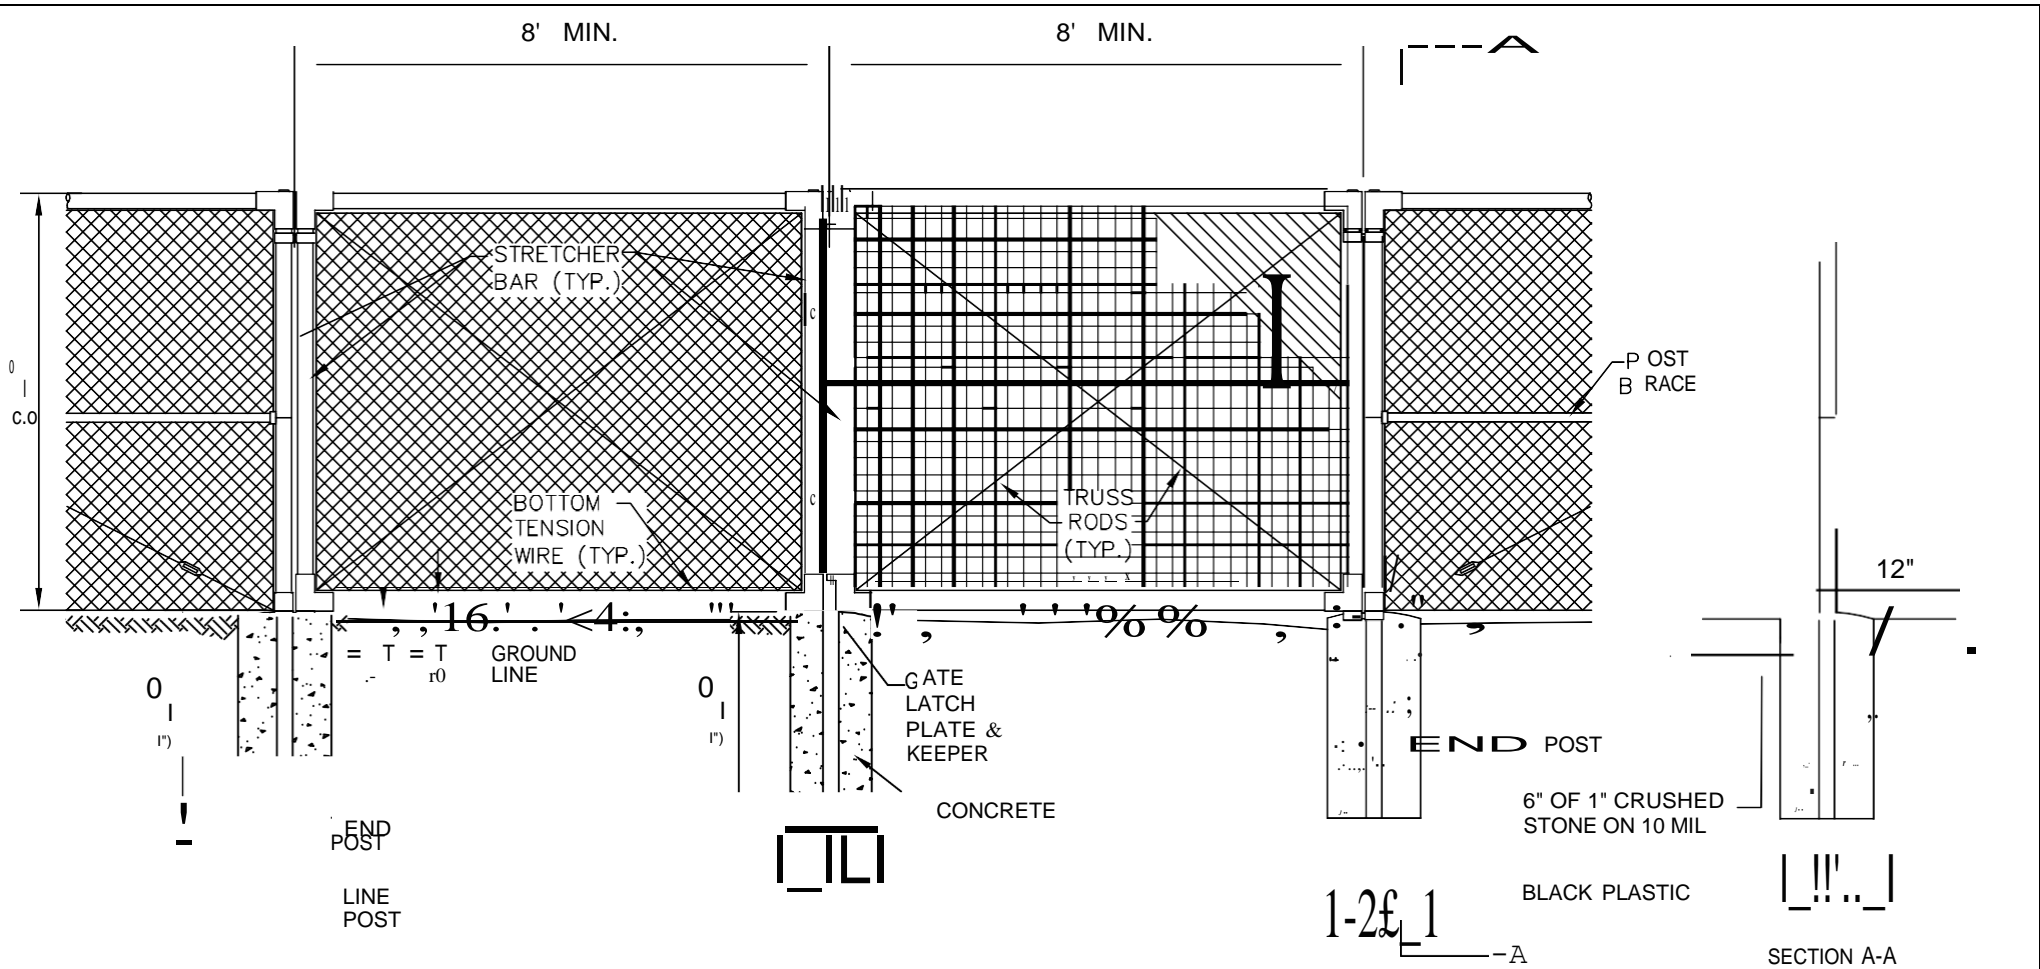 8' MIN.
8' MIN.
A
STRETCHER
BAR (TYP.)
POST
BRACE
BOTTOM
TENSION
WIRE (TYP.)
TRUSS
RODS
(TYP.)
12"
GROUND
LINE
GATE
LATCH
PLATE &
KEEPER
END POST
CONCRETE
6" OF 1" CRUSHED
STONE ON 10 MIL
END
POST
LINE
POST
BLACK PLASTIC
A
SECTION A-A